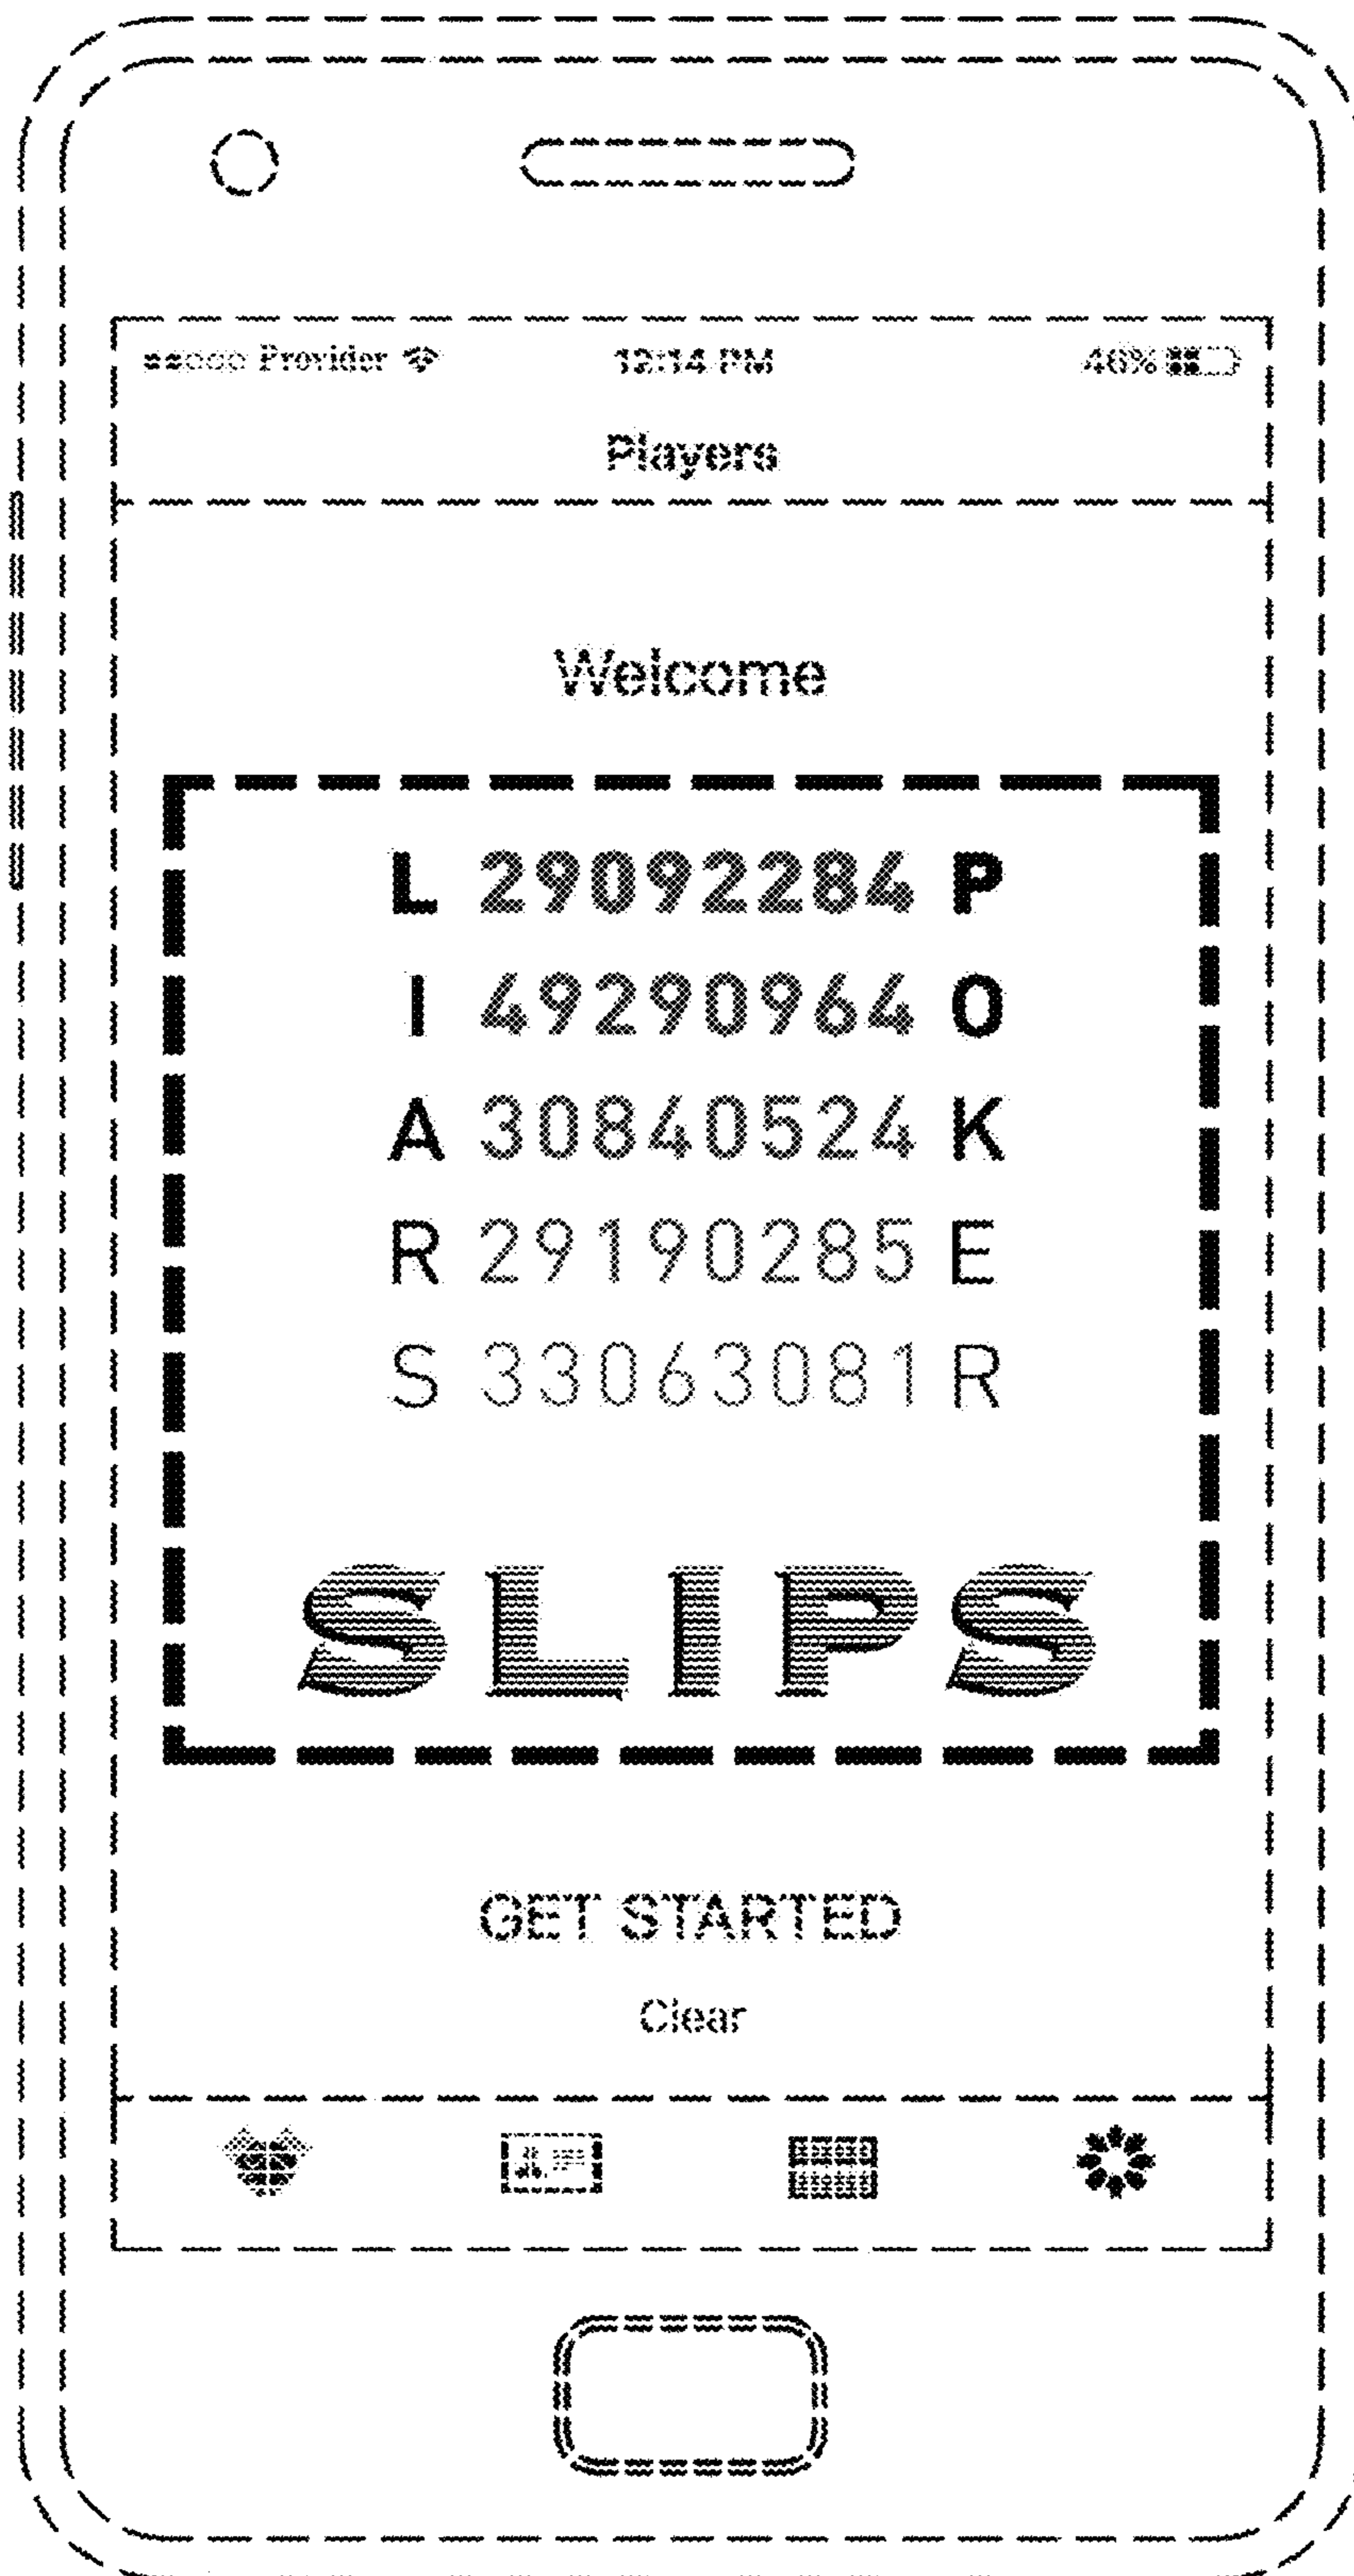 Provider 12:14 PM 46%
Players
Welcome
L 29092284 P
I 49290964 O
A 30840524 K
R 29190285 E
S 33063081 R
SLIPS
GET STARTED
Clear